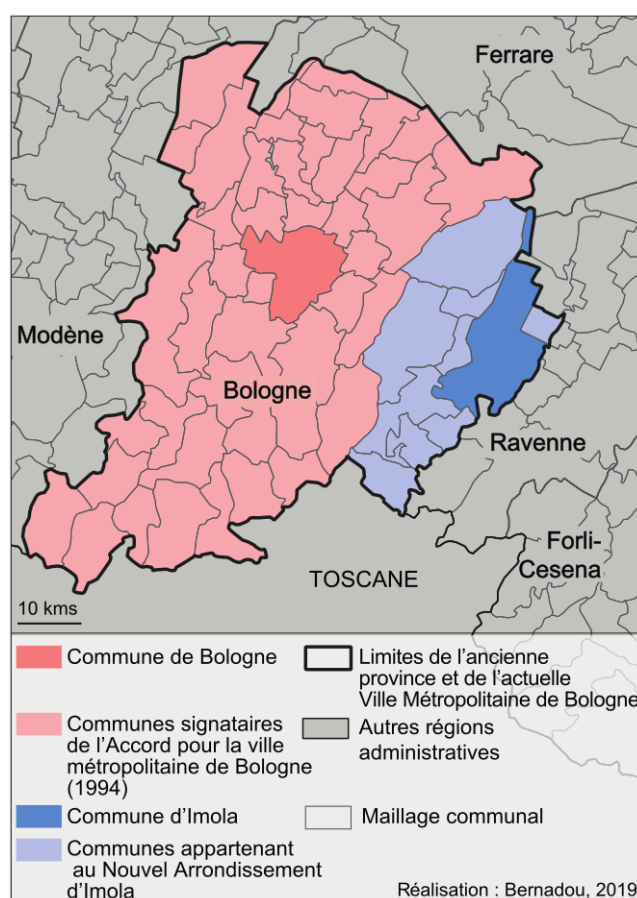 Ferrare
Modène
Bologne
Ravenne
Forli-
Cesena
TOSCANE
10 kms
Commune de Bologne
Limites de l'ancienne
province et de l'actuelle
Ville Métropolitaine de Bologne
Communes signataires
de l'Accord pour la ville
métropolitaine de Bologne
(1994)
Autres régions
administratives
Commune d'Imola
Maillage communal
Communes appartenant
au Nouvel Arrondissement
d'Imola
Réalisation : Bernadou, 2019